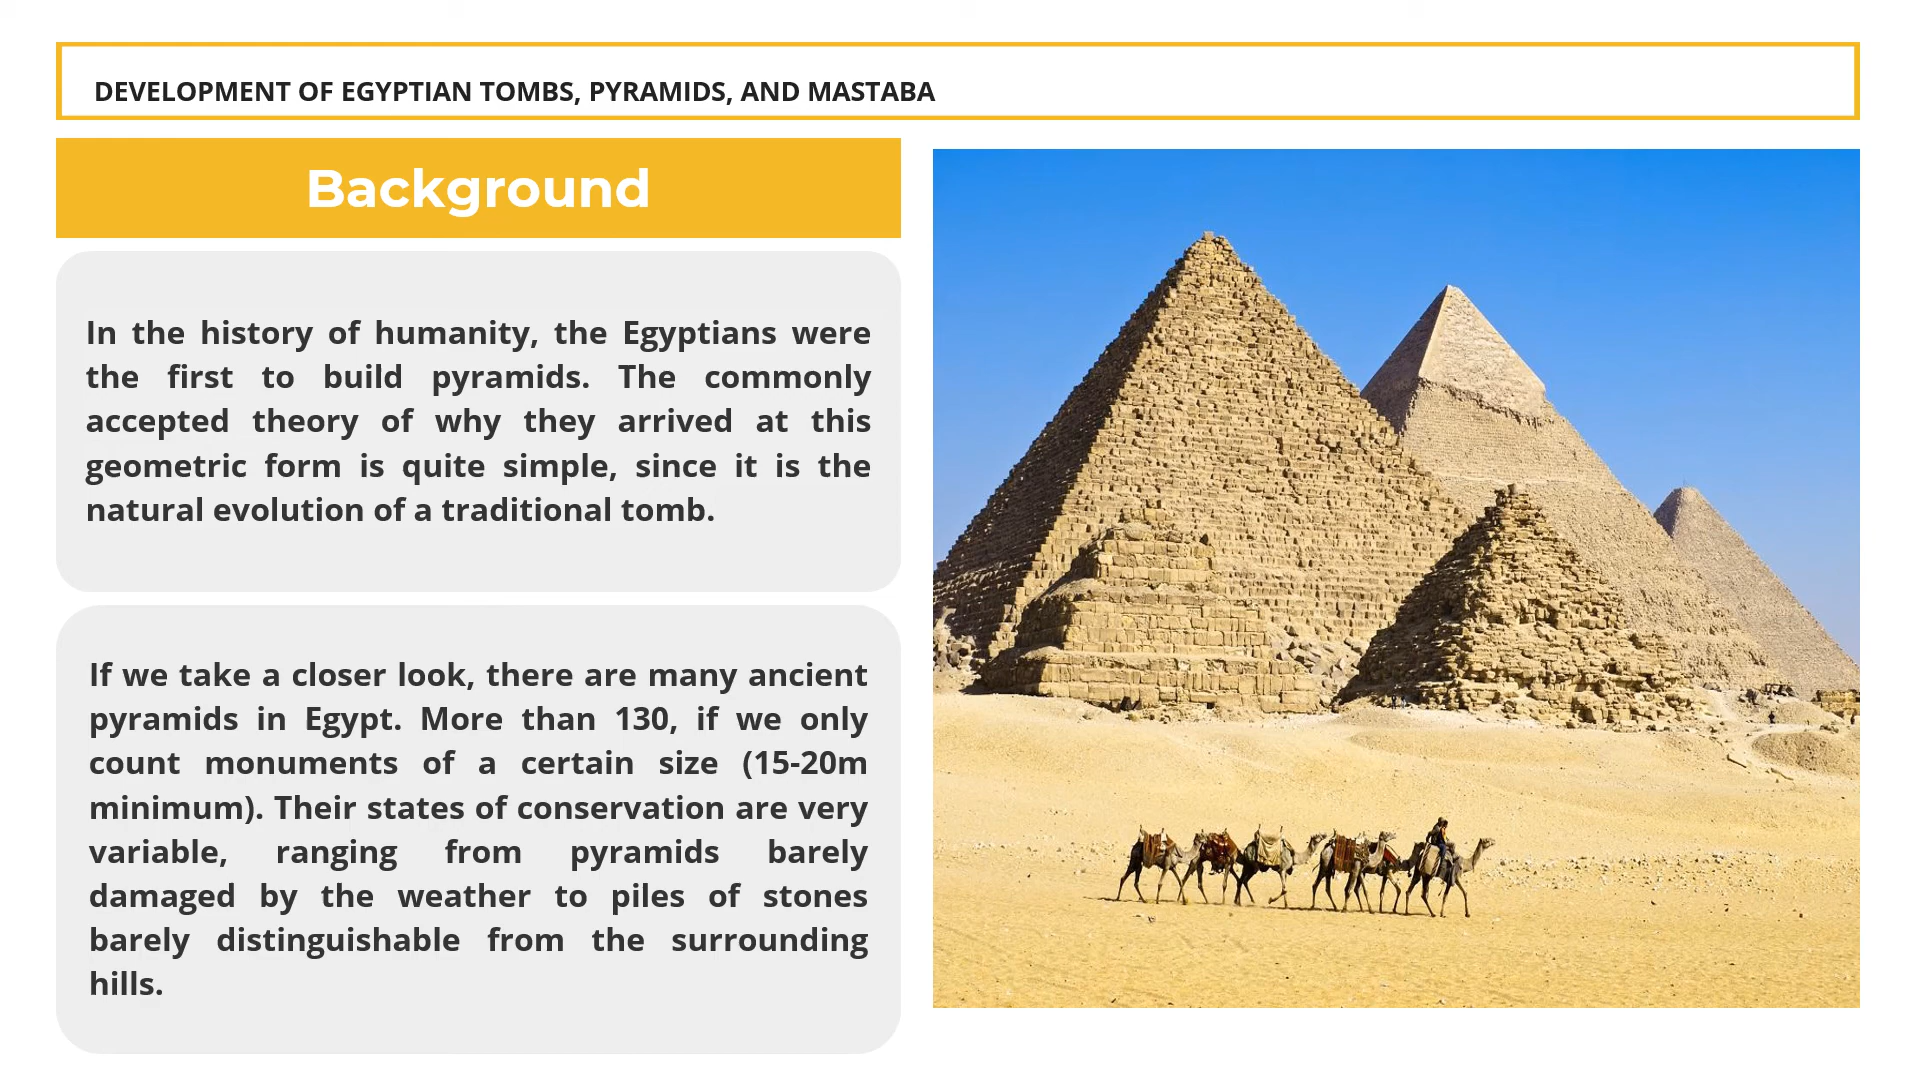 DEVELOPMENT OF EGYPTIAN TOMBS, PYRAMIDS, AND MASTABA
Background
In the history of humanity, the Egyptians were
the first to build pyramids. The commonly
accepted theory of why they arrived at this
geometric form is quite simple, since it is the
natural evolution of a traditional tomb.
If we take a closer look, there are many ancient
pyramids in Egypt. More than 130, if we only
count monuments of a certain size (15-20m
minimum). Their states of conservation are very
variable, ranging from pyramids barely
damaged by the weather to piles of stones
barely distinguishable from the surrounding
hills.